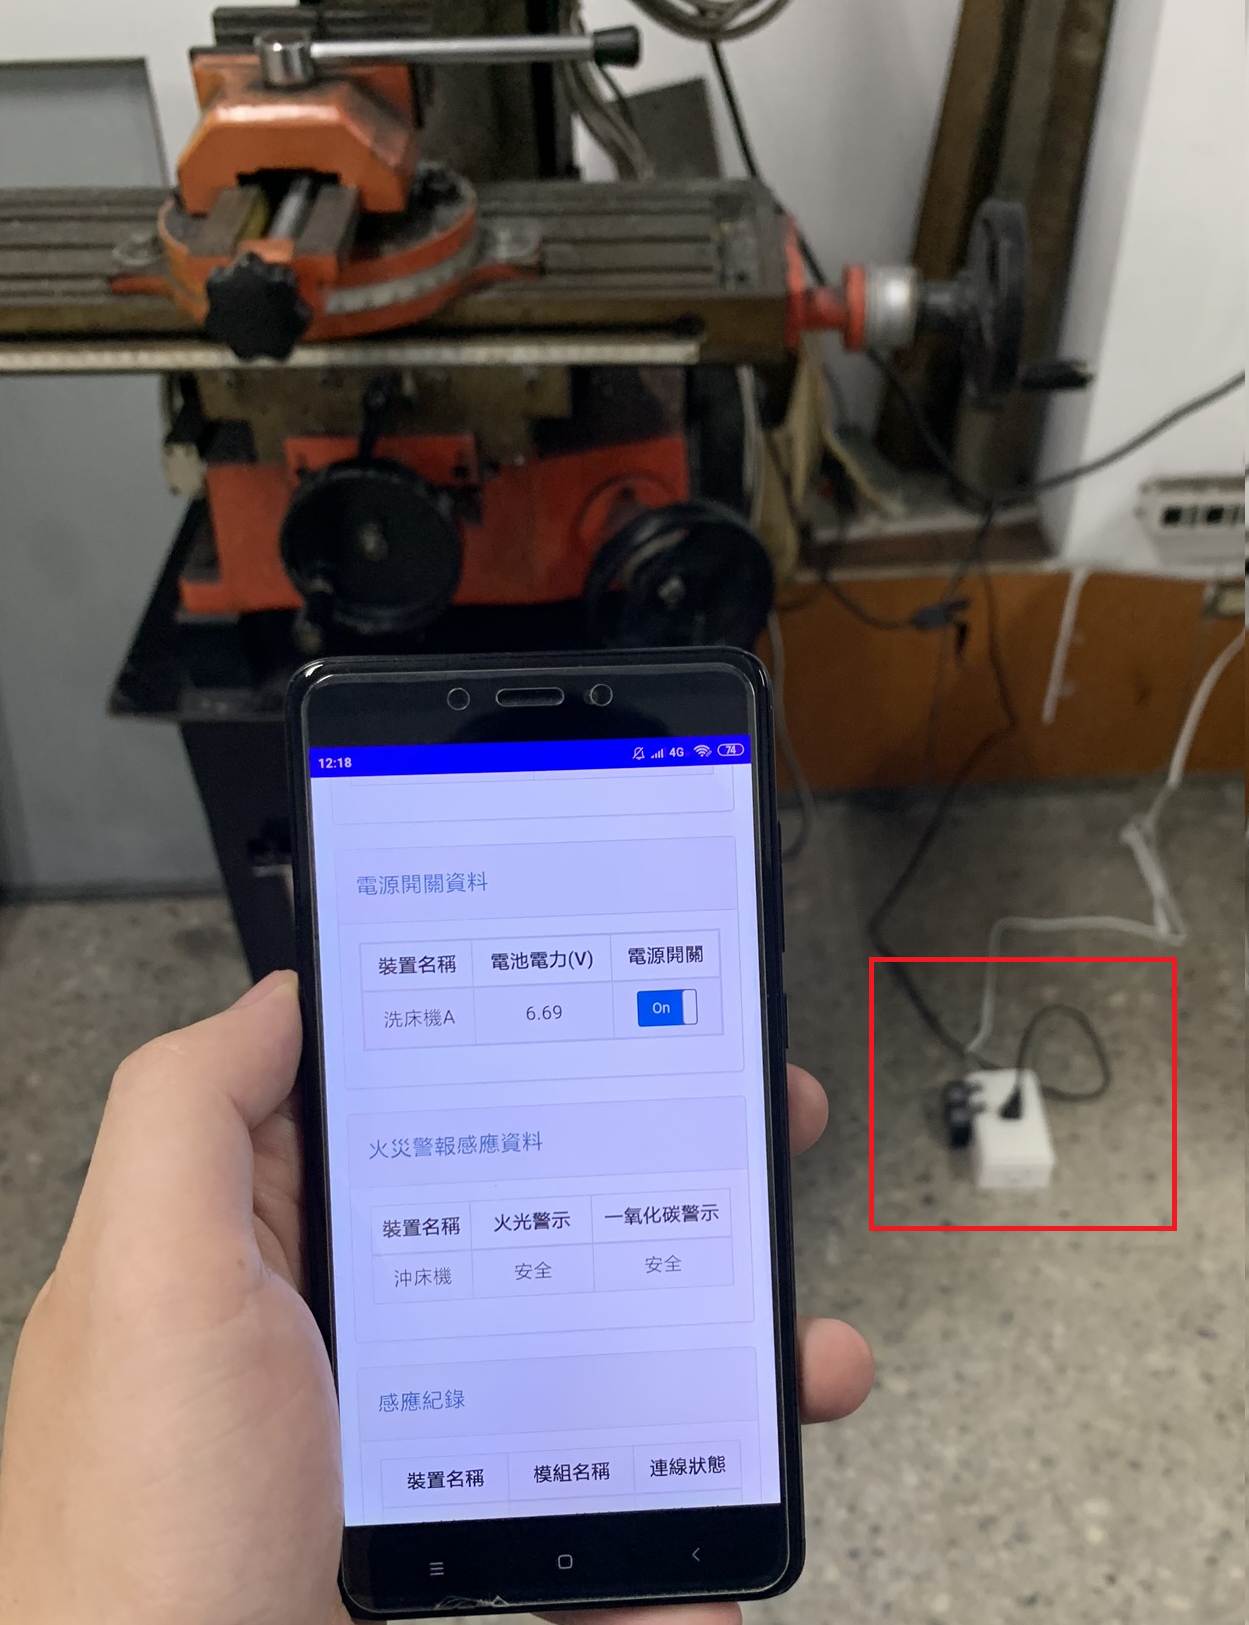 12:18 4G 74
電源開關資料
裝置名稱 電池電力(V) 電源開關
洗床機A 6.69 On
火災警報感應資料
裝置名稱 火光警示 一氧化碳警示
沖床機 安全 安全
感應紀錄
裝置名稱 模組名稱 連線狀態